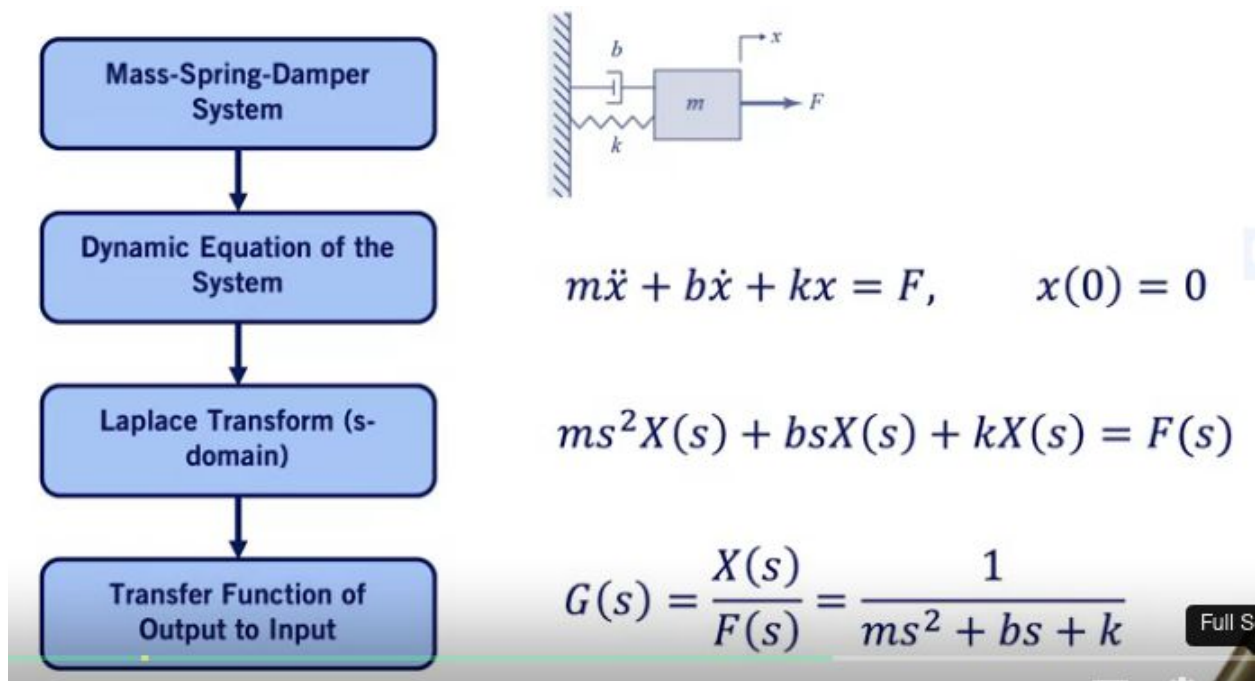 Mass-Spring-Damper
System
b
x
m
F
k
Dynamic Equation of the
System
mẍ + bẋ + kx = F, x(0) = 0
Laplace Transform (s-
domain)
ms²X(s) + bsX(s) + kX(s) = F(s)
Transfer Function of
Output to Input
G(s) = X(s)/F(s) = 1/(ms² + bs + k)
Full S